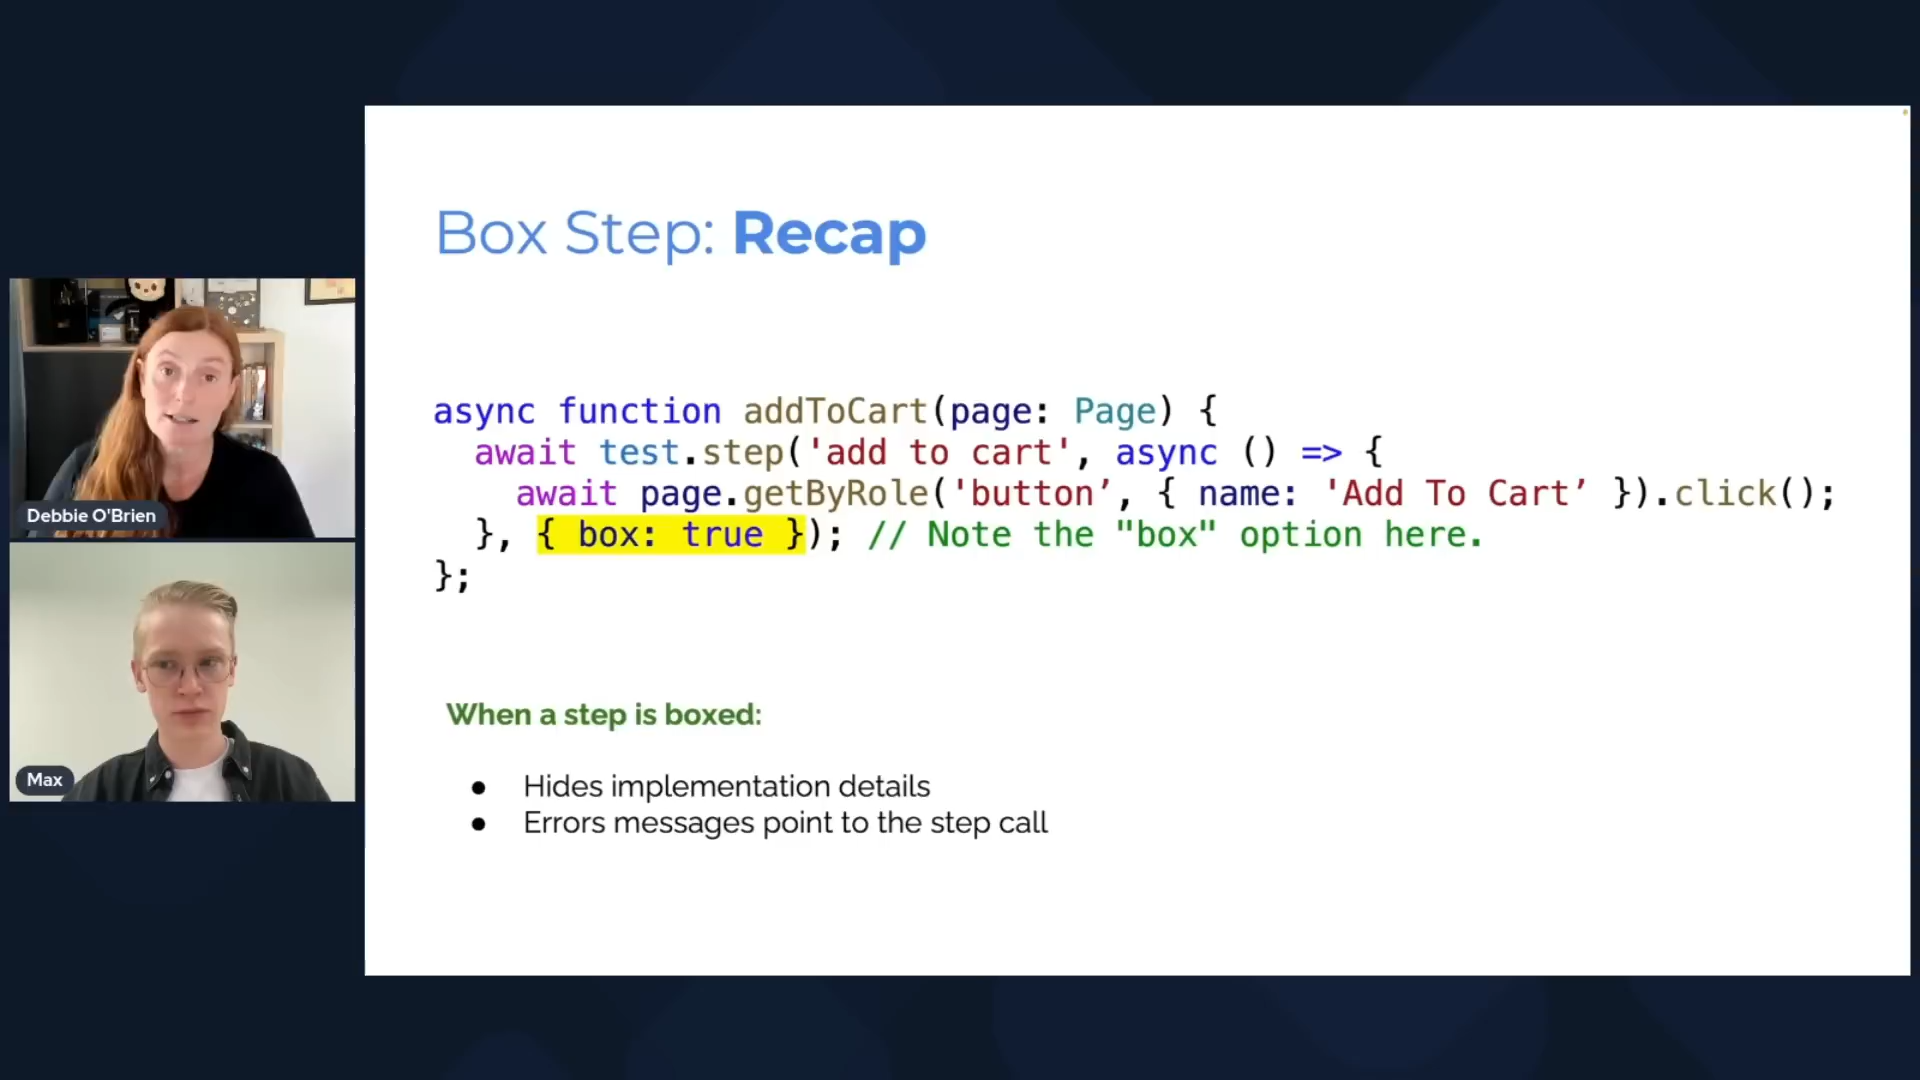 Box Step: Recap
async function addToCart(page: Page) {
await test.step('add to cart', async () => {
await page.getByRole('button’, { name: 'Add To Cart’ }).click();
}, { box: true }); // Note the "box" option here.
};
When a step is boxed:
● Hides implementation details
● Errors messages point to the step call
Debbie O'Brien
Max